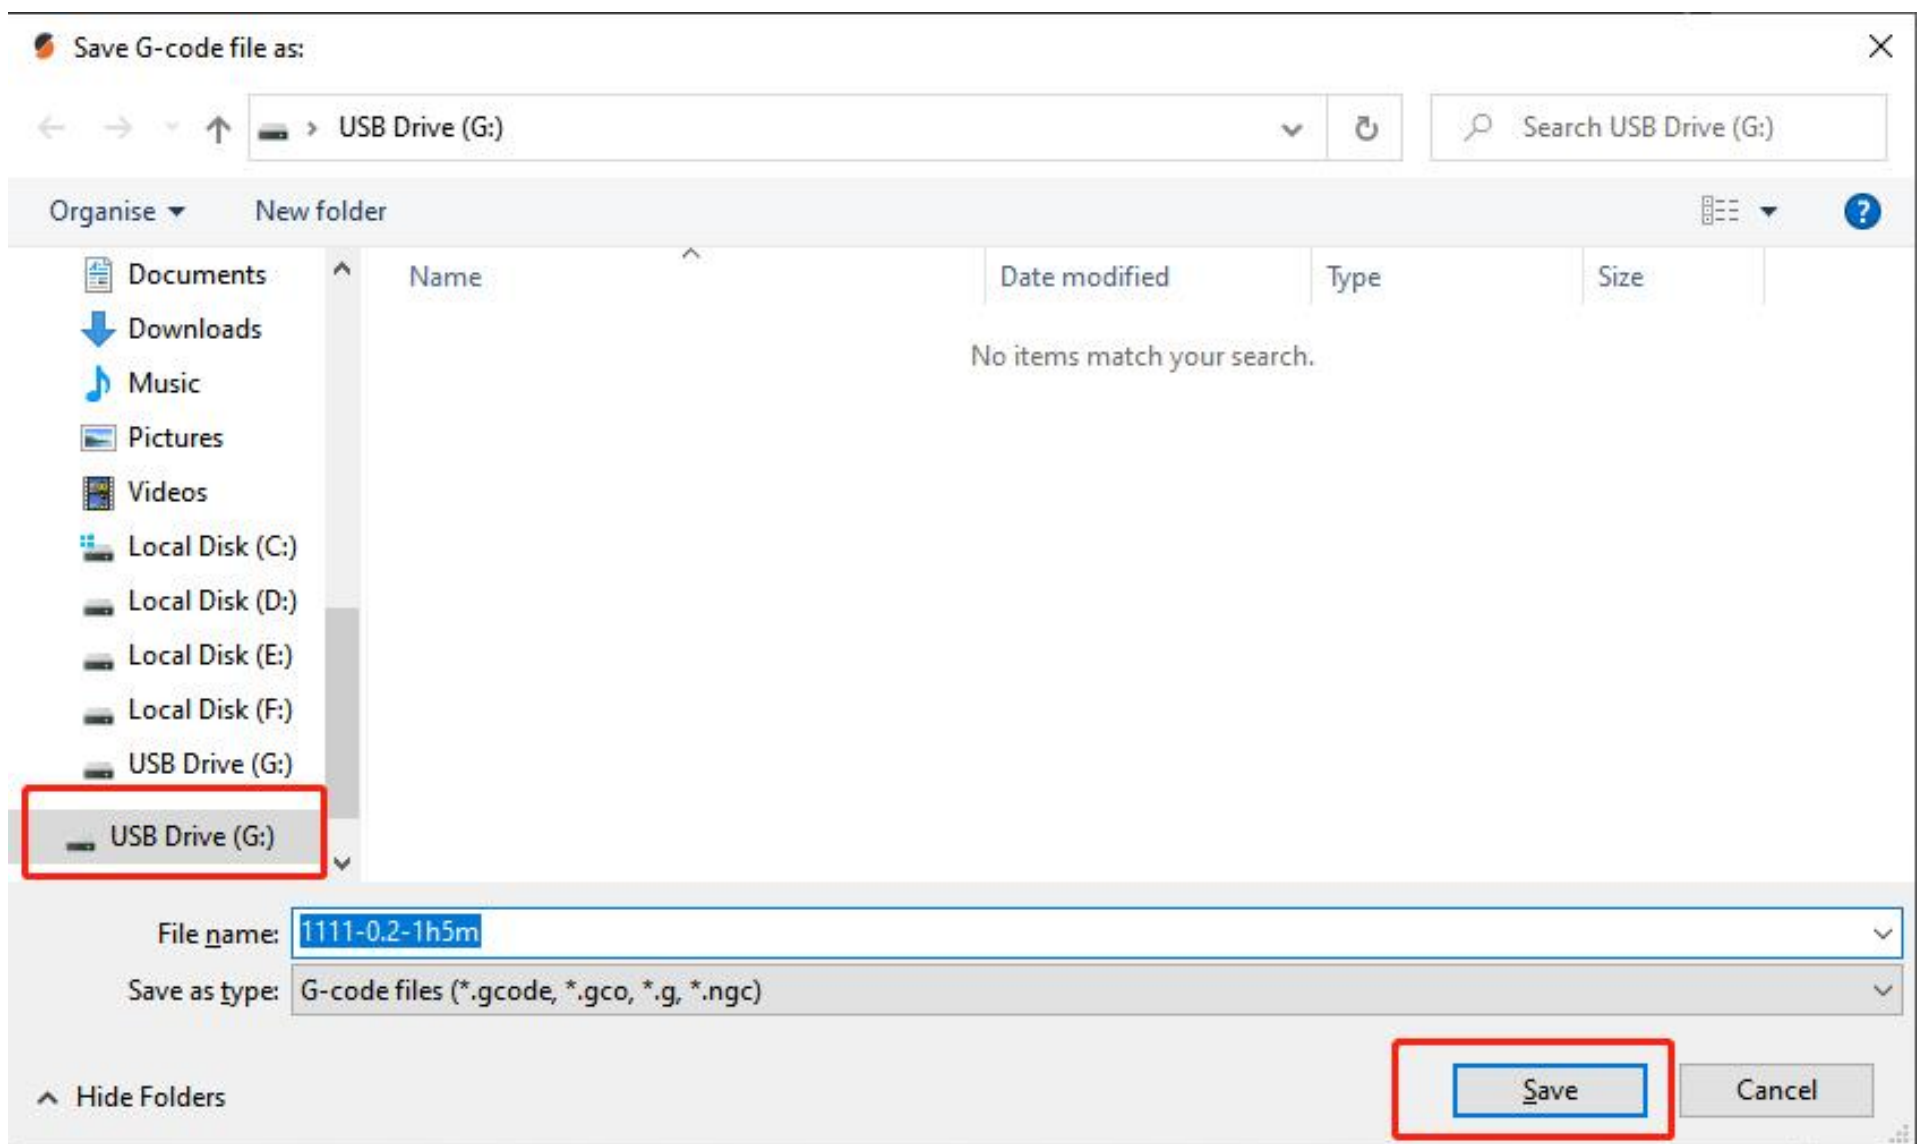 Save G-code file as:
USB Drive (G:)
Search USB Drive (G:)
Organise
New folder
?
Name
Date modified
Type
Size
No items match your search.
Documents
Downloads
Music
Pictures
Videos
Local Disk (C:)
Local Disk (D:)
Local Disk (E:)
Local Disk (F:)
USB Drive (G:)
USB Drive (G:)
File name: 1111-0.2-1h5m
Save as type: G-code files (*.gcode, *.gco, *.g, *.ngc)
Hide Folders
Save
Cancel